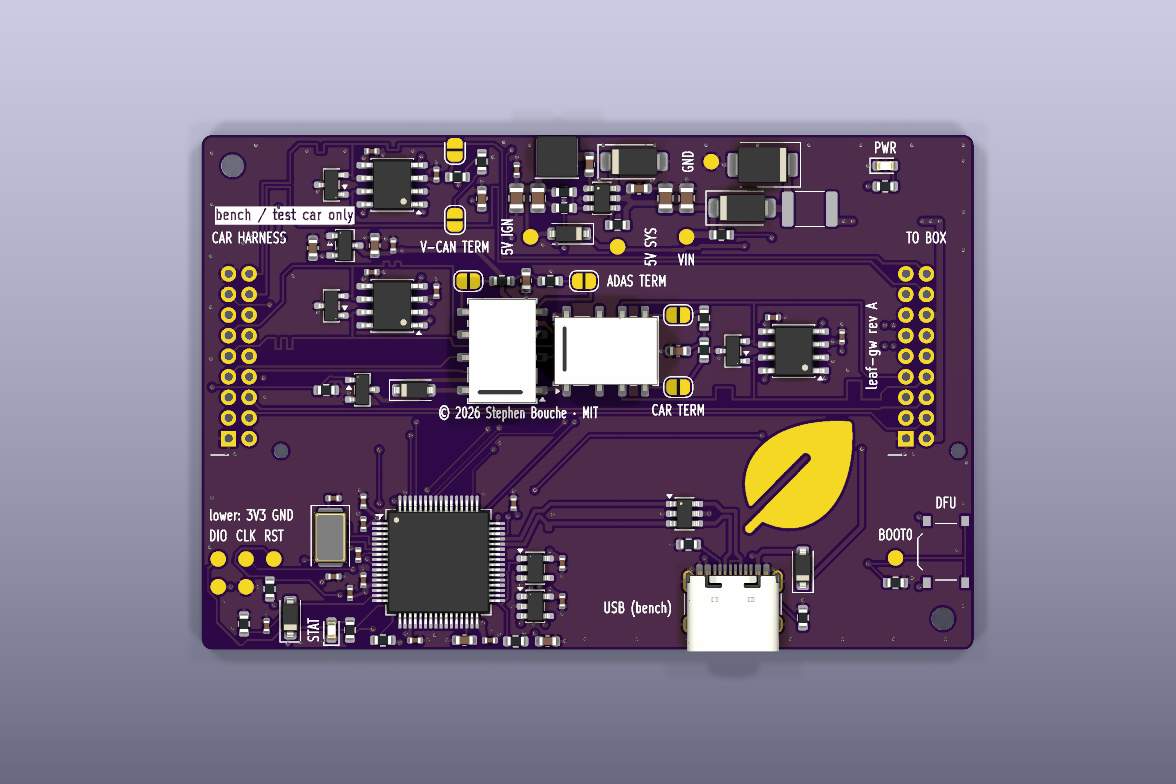 PWR
GND
bench / test car only
CAR HARNESS
V-CAN TERM
5V IGN
5V SYS
VIN
TO BOX
ADAS TERM
leaf-gw rev A
© 2026 Stephen Bouche · MIT
CAR TERM
lower: 3V3 GND
DIO CLK RST
DFU
BOOT0
USB (bench)
STAT